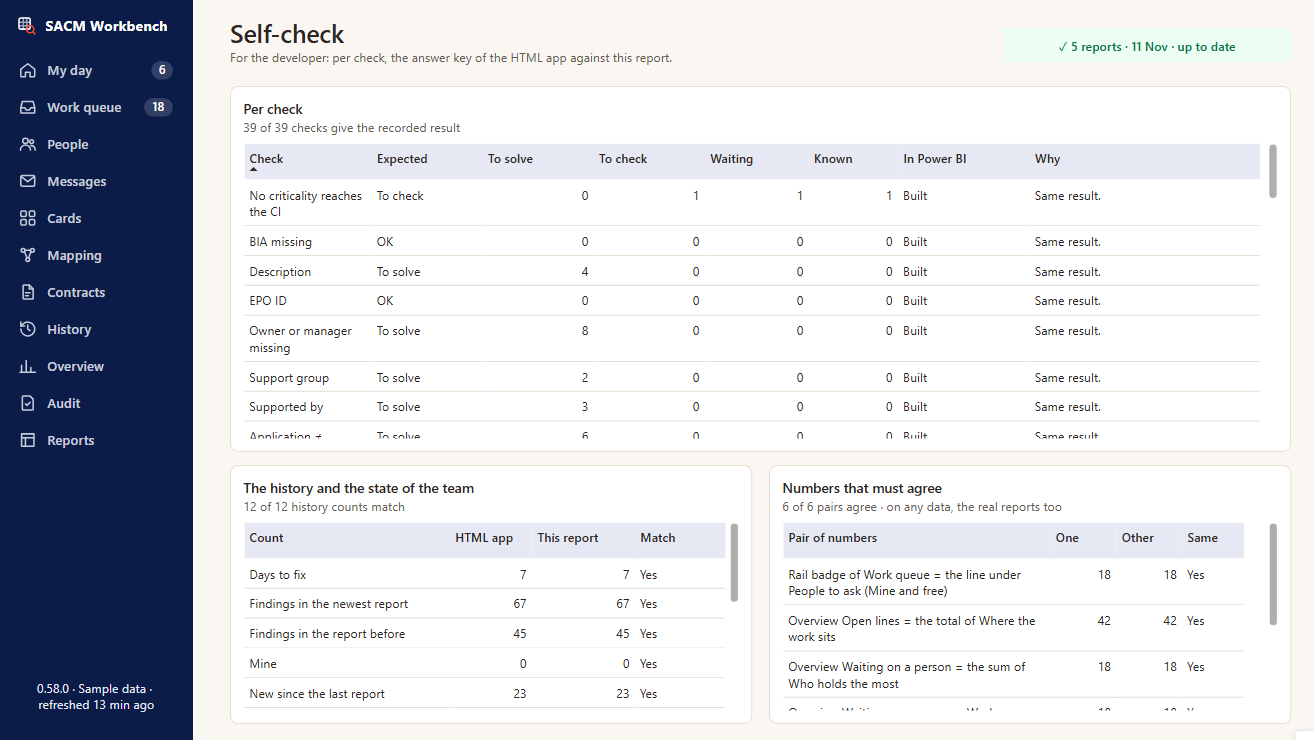 SACM Workbench
My day 6
Work queue 18
People
Messages
Cards
Mapping
Contracts
History
Overview
Audit
Reports
0.58.0 · Sample data ·
refreshed 13 min ago
Self-check
For the developer: per check, the answer key of the HTML app against this report.
✓ 5 reports · 11 Nov · up to date
Per check
39 of 39 checks give the recorded result
Check Expected To solve To check Waiting Known In Power BI Why
No criticality reaches To check 0 1 1 1 Built Same result.
the CI
BIA missing OK 0 0 0 0 Built Same result.
Description To solve 4 0 0 0 Built Same result.
EPO ID OK 0 0 0 0 Built Same result.
Owner or manager To solve 8 0 0 0 Built Same result.
missing
Support group To solve 2 0 0 0 Built Same result.
Supported by To solve 3 0 0 0 Built Same result.
Application ≠ To solve 6 0 0 0 Built Same result.
The history and the state of the team
12 of 12 history counts match
Count HTML app This report Match
Days to fix 7 7 Yes
Findings in the newest report 67 67 Yes
Findings in the report before 45 45 Yes
Mine 0 0 Yes
New since the last report 23 23 Yes
Numbers that must agree
6 of 6 pairs agree · on any data, the real reports too
Pair of numbers One Other Same
Rail badge of Work queue = the line under 18 18 Yes
People to ask (Mine and free)
Overview Open lines = the total of Where the 42 42 Yes
work sits
Overview Waiting on a person = the sum of 18 18 Yes
Who holds the most